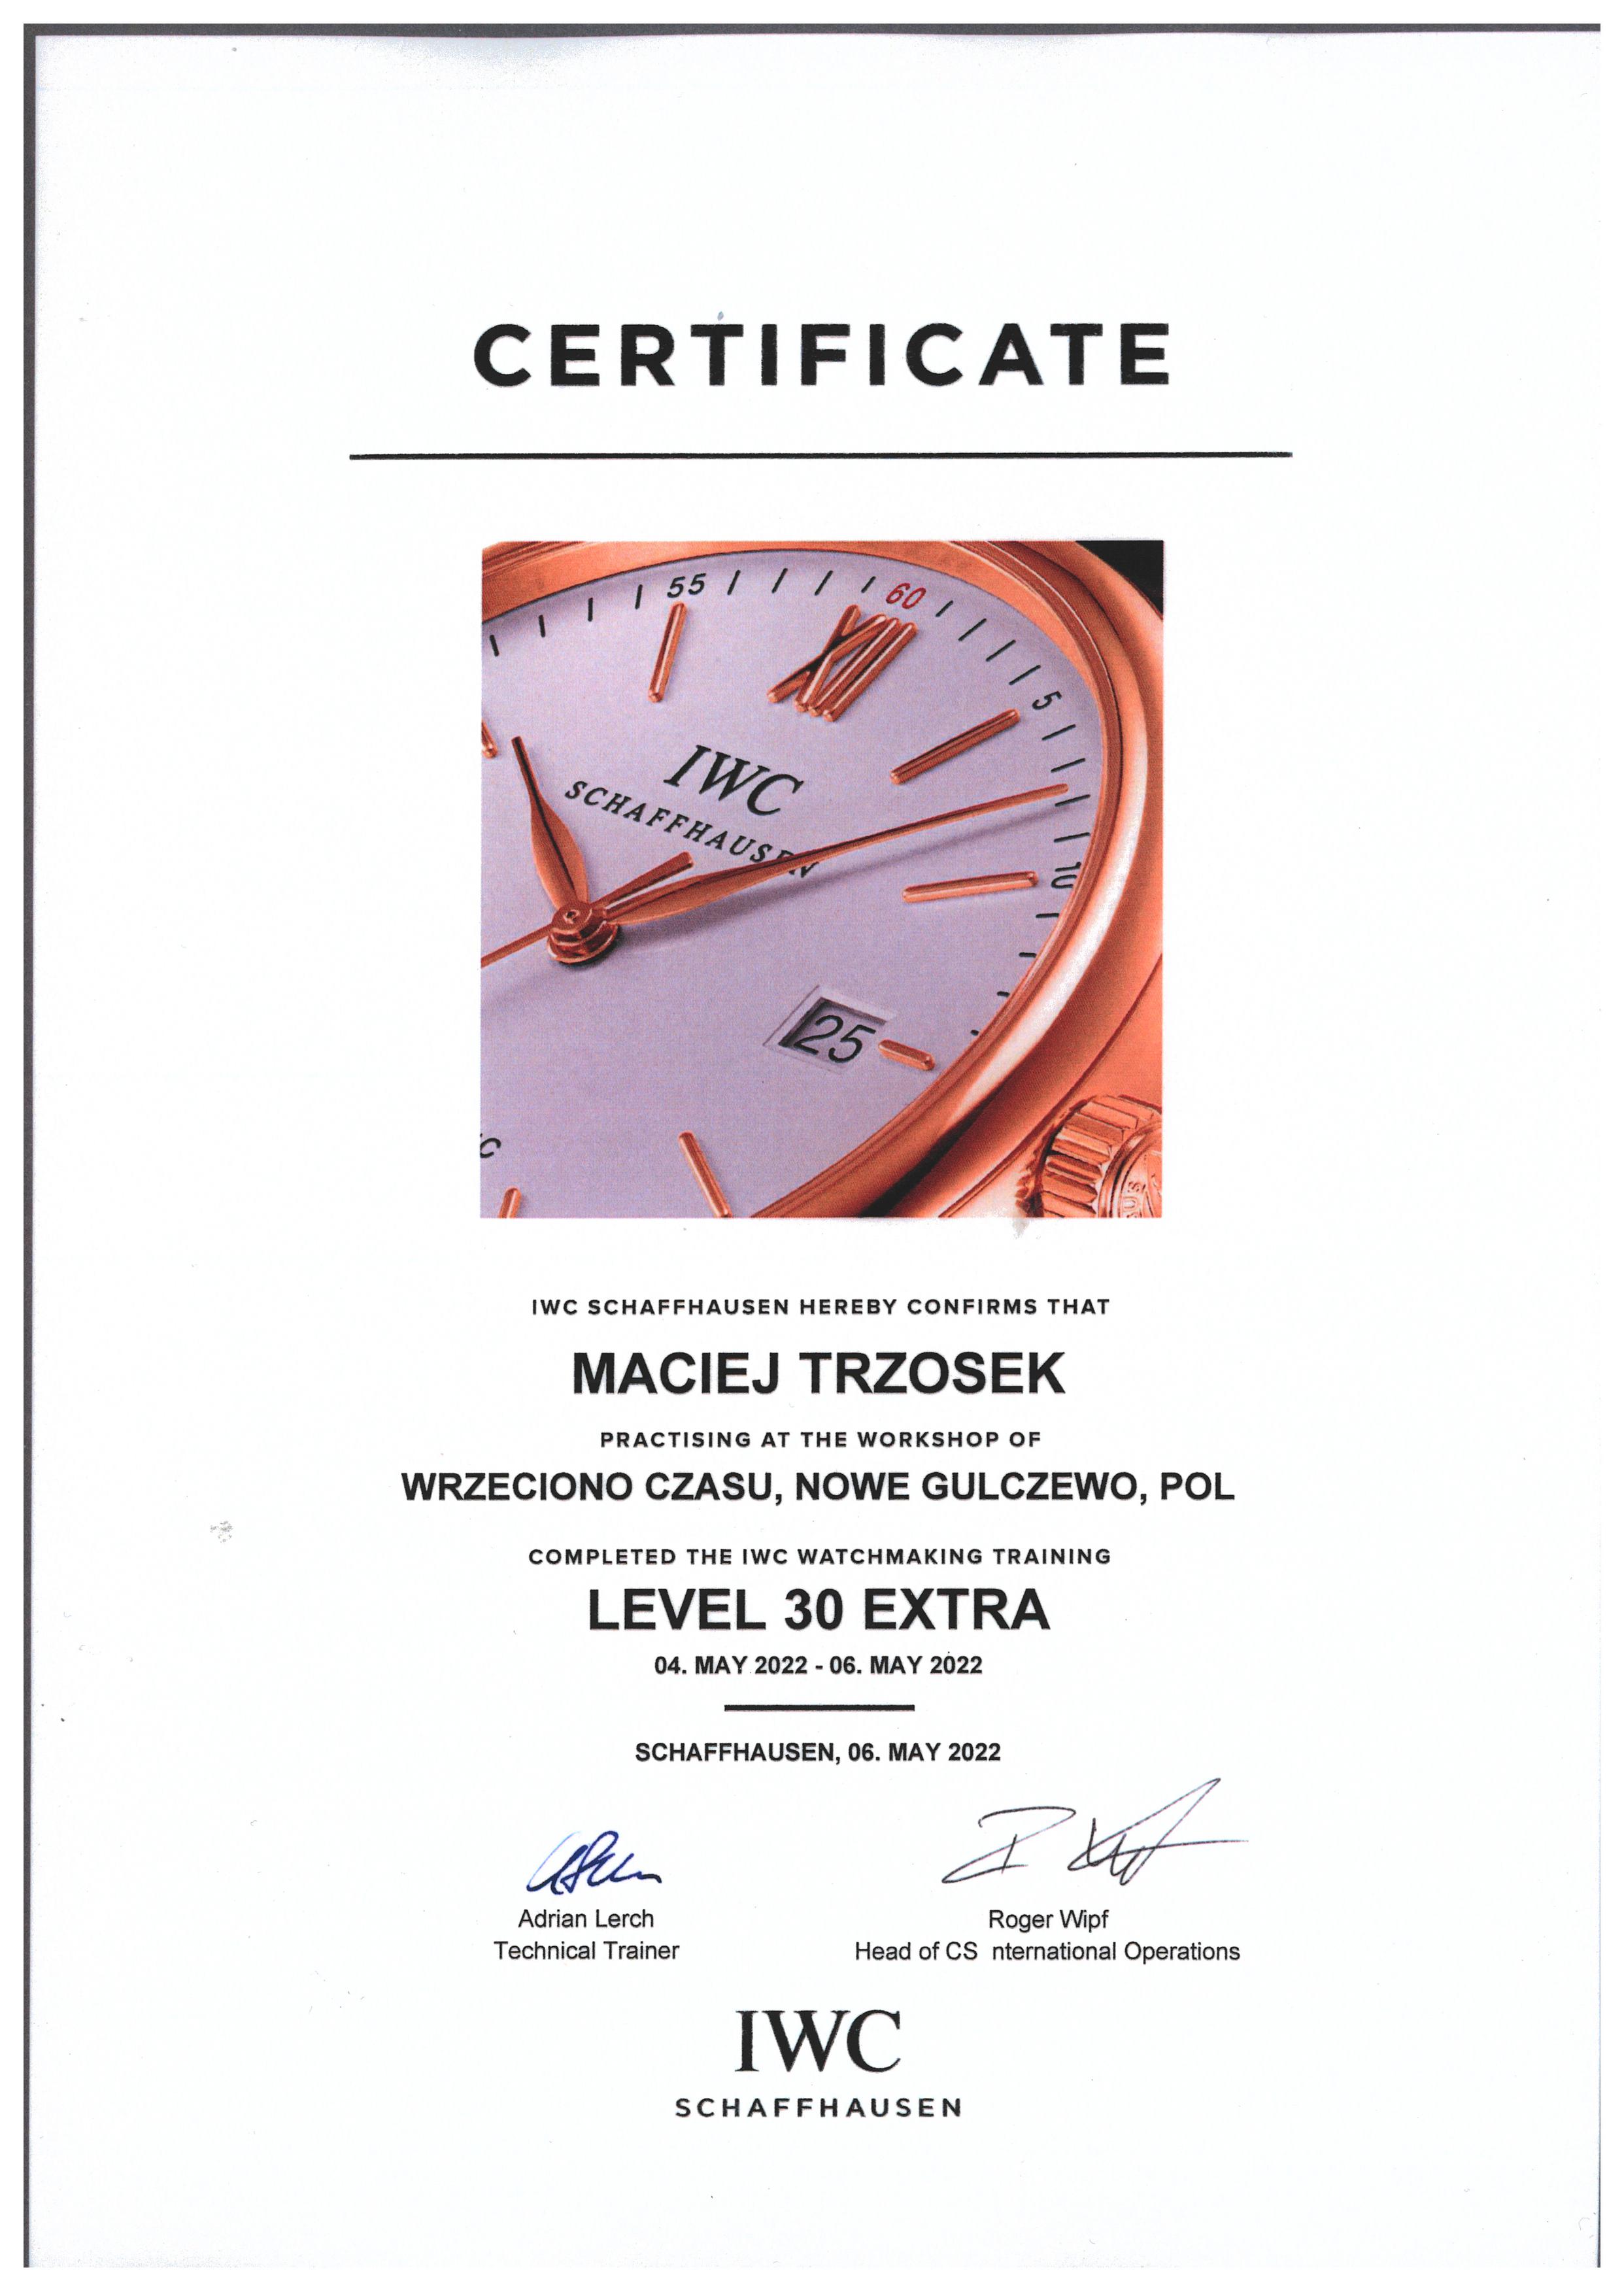 CERTIFICATE
55
60
5
IWC
SCHAFFHAUSEN
10
25
IWC SCHAFFHAUSEN HEREBY CONFIRMS THAT
MACIEJ TRZOSEK
PRACTISING AT THE WORKSHOP OF
WRZECIONO CZASU, NOWE GULCZEWO, POL
COMPLETED THE IWC WATCHMAKING TRAINING
LEVEL 30 EXTRA
04. MAY 2022 - 06. MAY 2022
SCHAFFHAUSEN, 06. MAY 2022
Adrian Lerch
Roger Wipf
Technical Trainer
Head of CS nternational Operations
IWC
SCHAFFHAUSEN